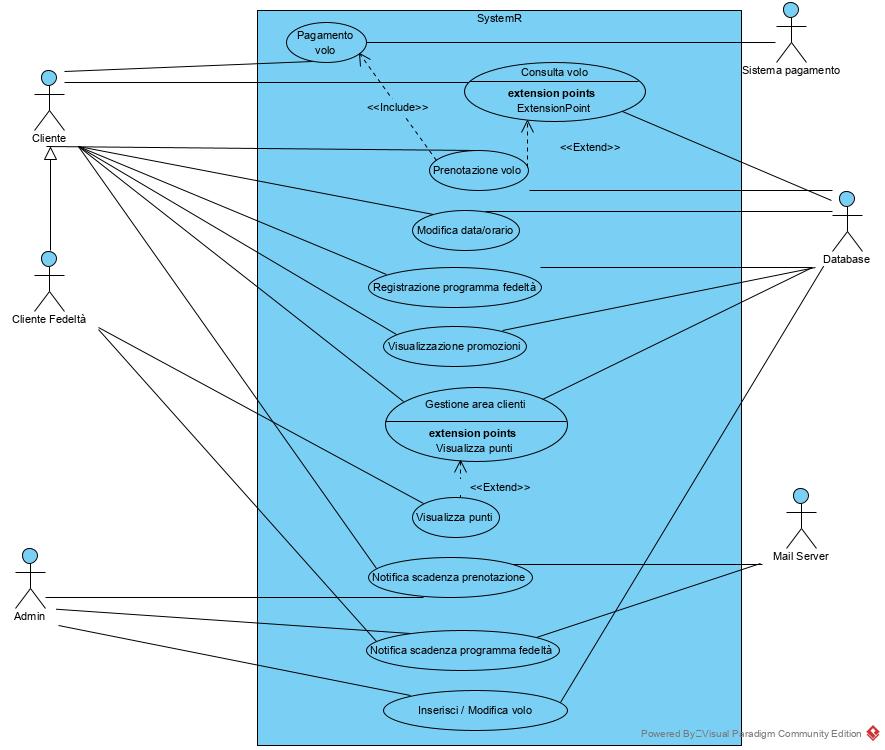 SystemR
Pagamento
volo
Sistema pagamento
Consulta volo
extension points
ExtensionPoint
<<Include>>
Cliente
<<Extend>>
Prenotazione volo
Modifica data/orario
Database
Registrazione programma fedeltà
Cliente Fedeltà
Visualizzazione promozioni
Gestione area clienti
extension points
Visualizza punti
<<Extend>>
Visualizza punti
Mail Server
Notifica scadenza prenotazione
Admin
Notifica scadenza programma fedeltà
Inserisci / Modifica volo
Powered By Visual Paradigm Community Edition